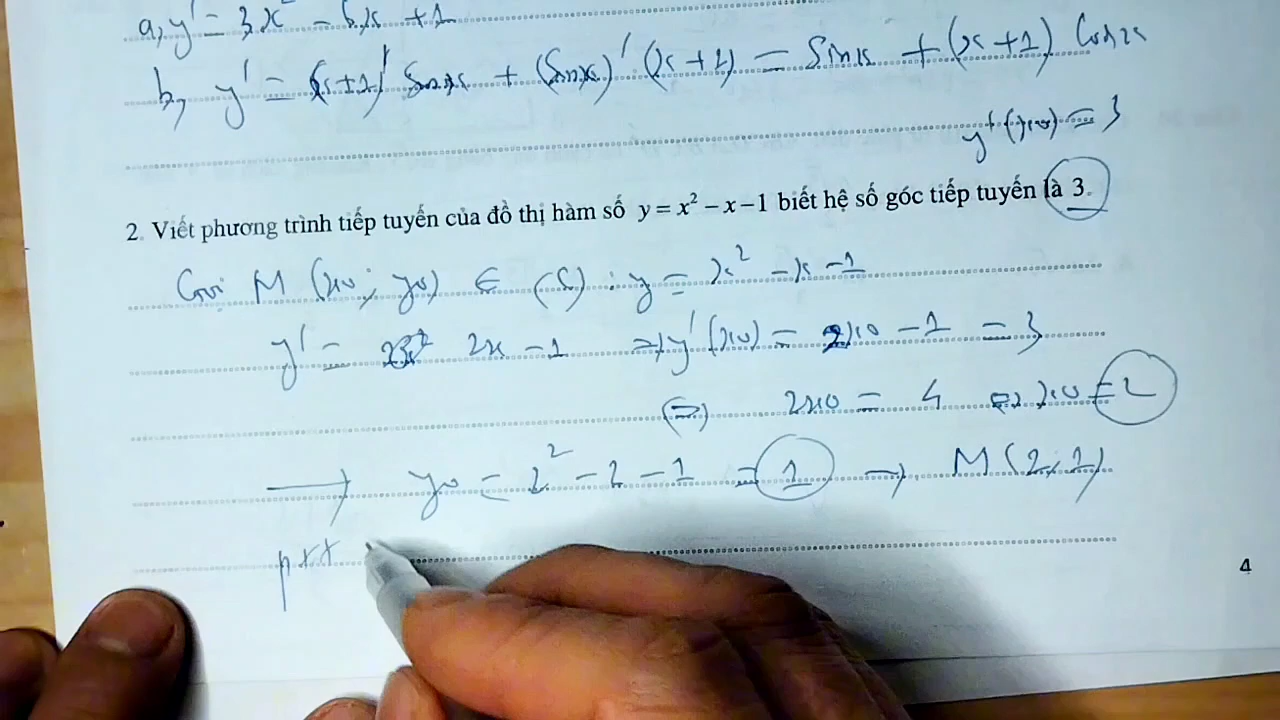 a, y' = 3x² - 6x + 1
b, y' = (x+1)' sinx + (sinx)' (x+1) = sinx + (x+1) cosx
y'(x0) = 3
2. Viết phương trình tiếp tuyến của đồ thị hàm số y = x² – x – 1 biết hệ số góc tiếp tuyến là 3.
Gọi M (x0; y0) ∈ (C) : y = x² - x - 1
y' = 2x - 1 ⇒ y'(x0) = 2x0 - 1 = 3
⇔ 2x0 = 4 ⇔ x0 = 2
→ y0 = 2² - 2 - 1 = 1 → M(2; 1)
ptt
4